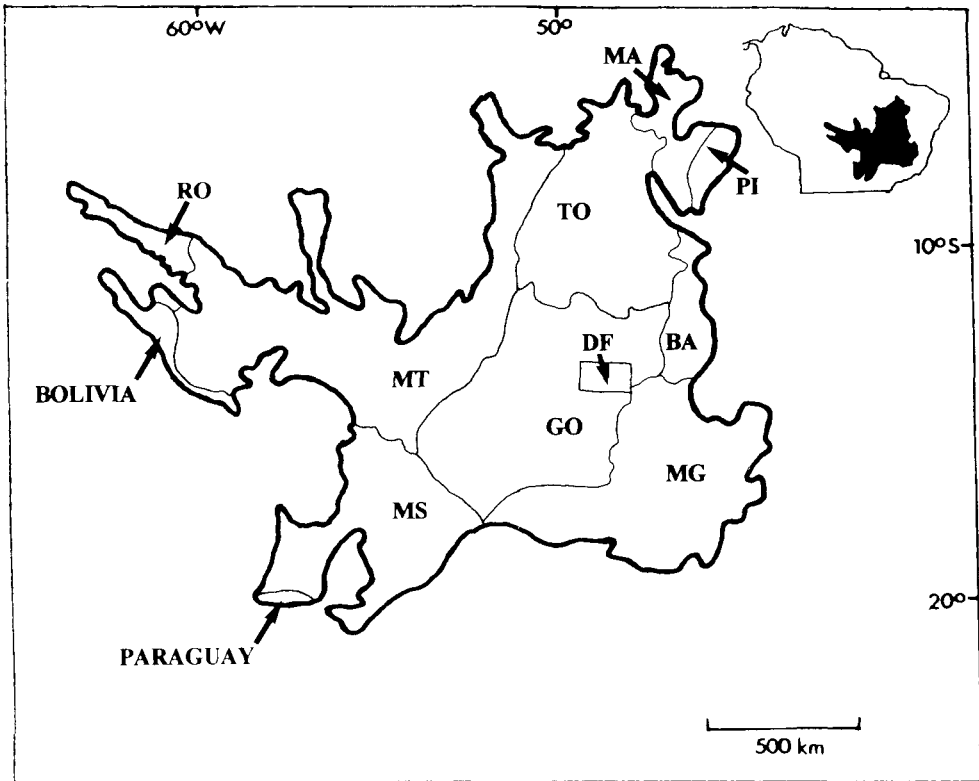 60°W
50°
MA
PI
RO
TO
10°S
BA
DF
BOLIVIA
MT
GO
MG
MS
20°
PARAGUAY
500 km